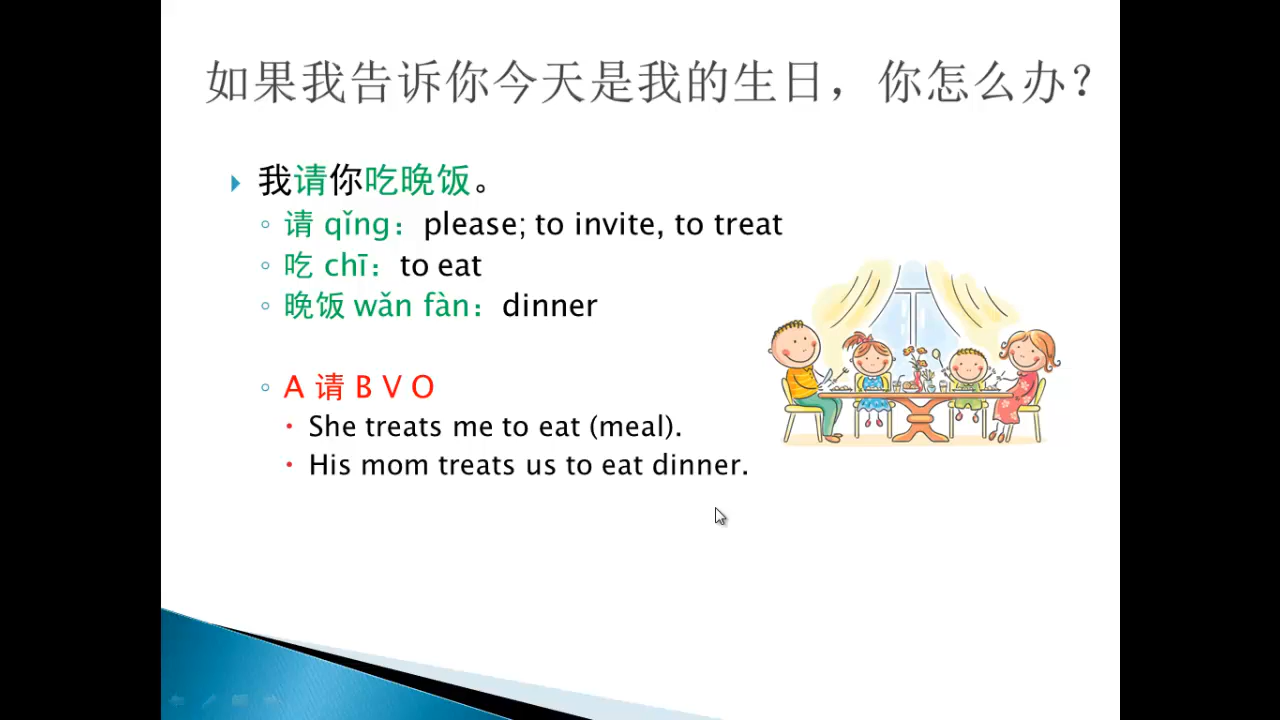 如果我告诉你今天是我的生日，你怎么办？
我请你吃晚饭。
请 qǐng：please; to invite, to treat
吃 chī：to eat
晚饭 wǎn fàn：dinner
A 请 B V O
She treats me to eat (meal).
His mom treats us to eat dinner.